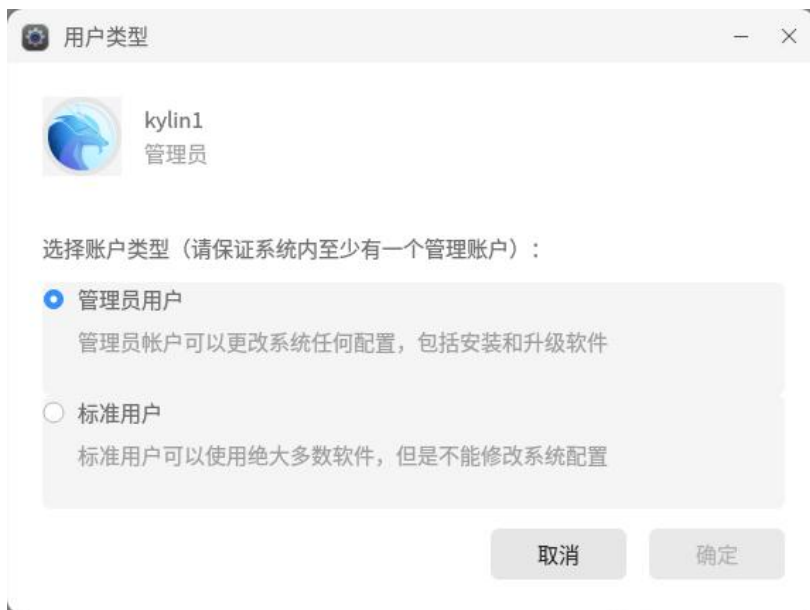 用户类型
kylin1
管理员
选择账户类型（请保证系统内至少有一个管理账户）：
管理员用户
管理员帐户可以更改系统任何配置，包括安装和升级软件
标准用户
标准用户可以使用绝大多数软件，但是不能修改系统配置
取消 确定